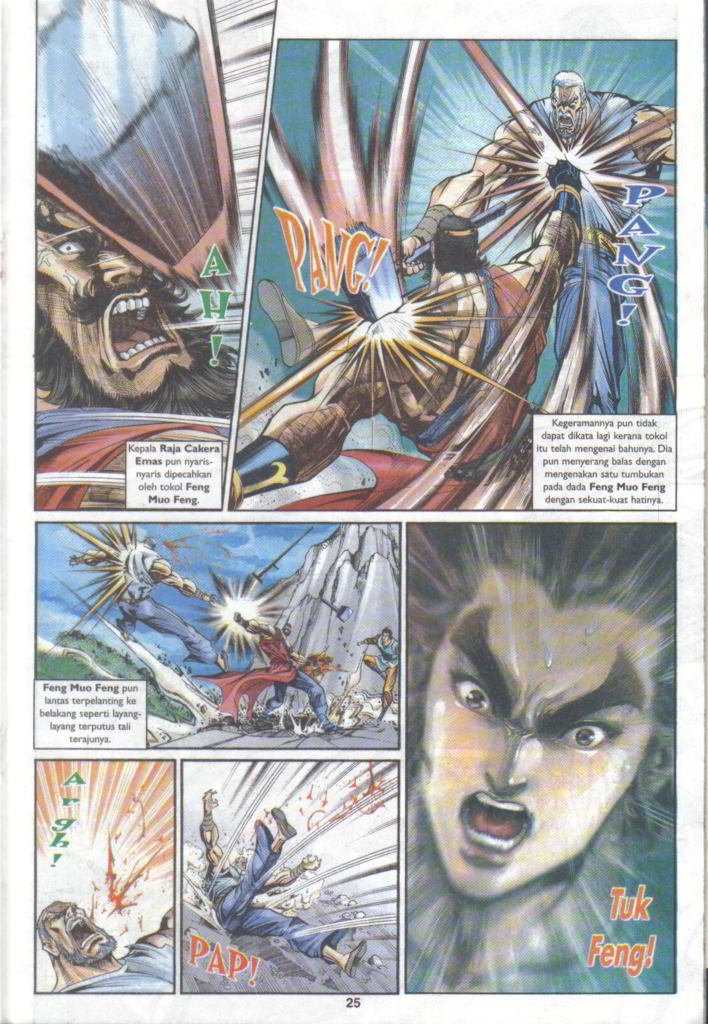 AH!
Kepala Raja Cakera
Emas pun nyaris-
nyaris dipecahkan
oleh tokol Feng
Muo Feng.
PANG!
PANG!
Kegeramannya pun tidak
dapat dikata lagi kerana tokol
itu telah mengenai bahunya. Dia
pun menyerang balas dengan
mengenakan satu tumbukan
pada dada Feng Muo Feng
dengan sekuat-kuat hatinya.
Feng Muo Feng pun
lantas terpelanting ke
belakang seperti layang-
layang terputus tali
terajunya.
Argh!
PAP!
Tuk
Feng!
25